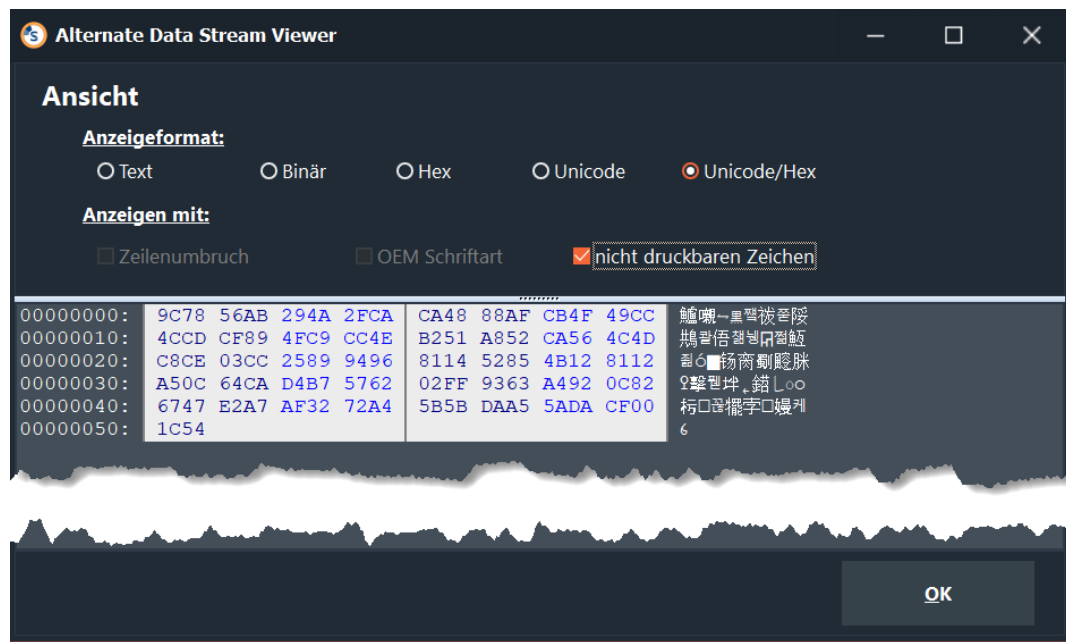 Alternate Data Stream Viewer
Ansicht
Anzeigeformat:
Text Binär Hex Unicode Unicode/Hex
Anzeigen mit:
Zeilenumbruch OEM Schriftart nicht druckbaren Zeichen
00000000: 9C78 56AB 294A 2FCA CA48 88AF CB4F 49CC
00000010: 4CCD CF89 4FC9 CC4E B251 A852 CA56 4C4D
00000020: C8CE 03CC 2589 9496 8114 5285 4B12 8112
00000030: A50C 64CA D4B7 5762 02FF 9363 A492 0C82
00000040: 6747 E2A7 AF32 72A4 5B5B DAA5 5ADA CF00
00000050: 1C54
OK